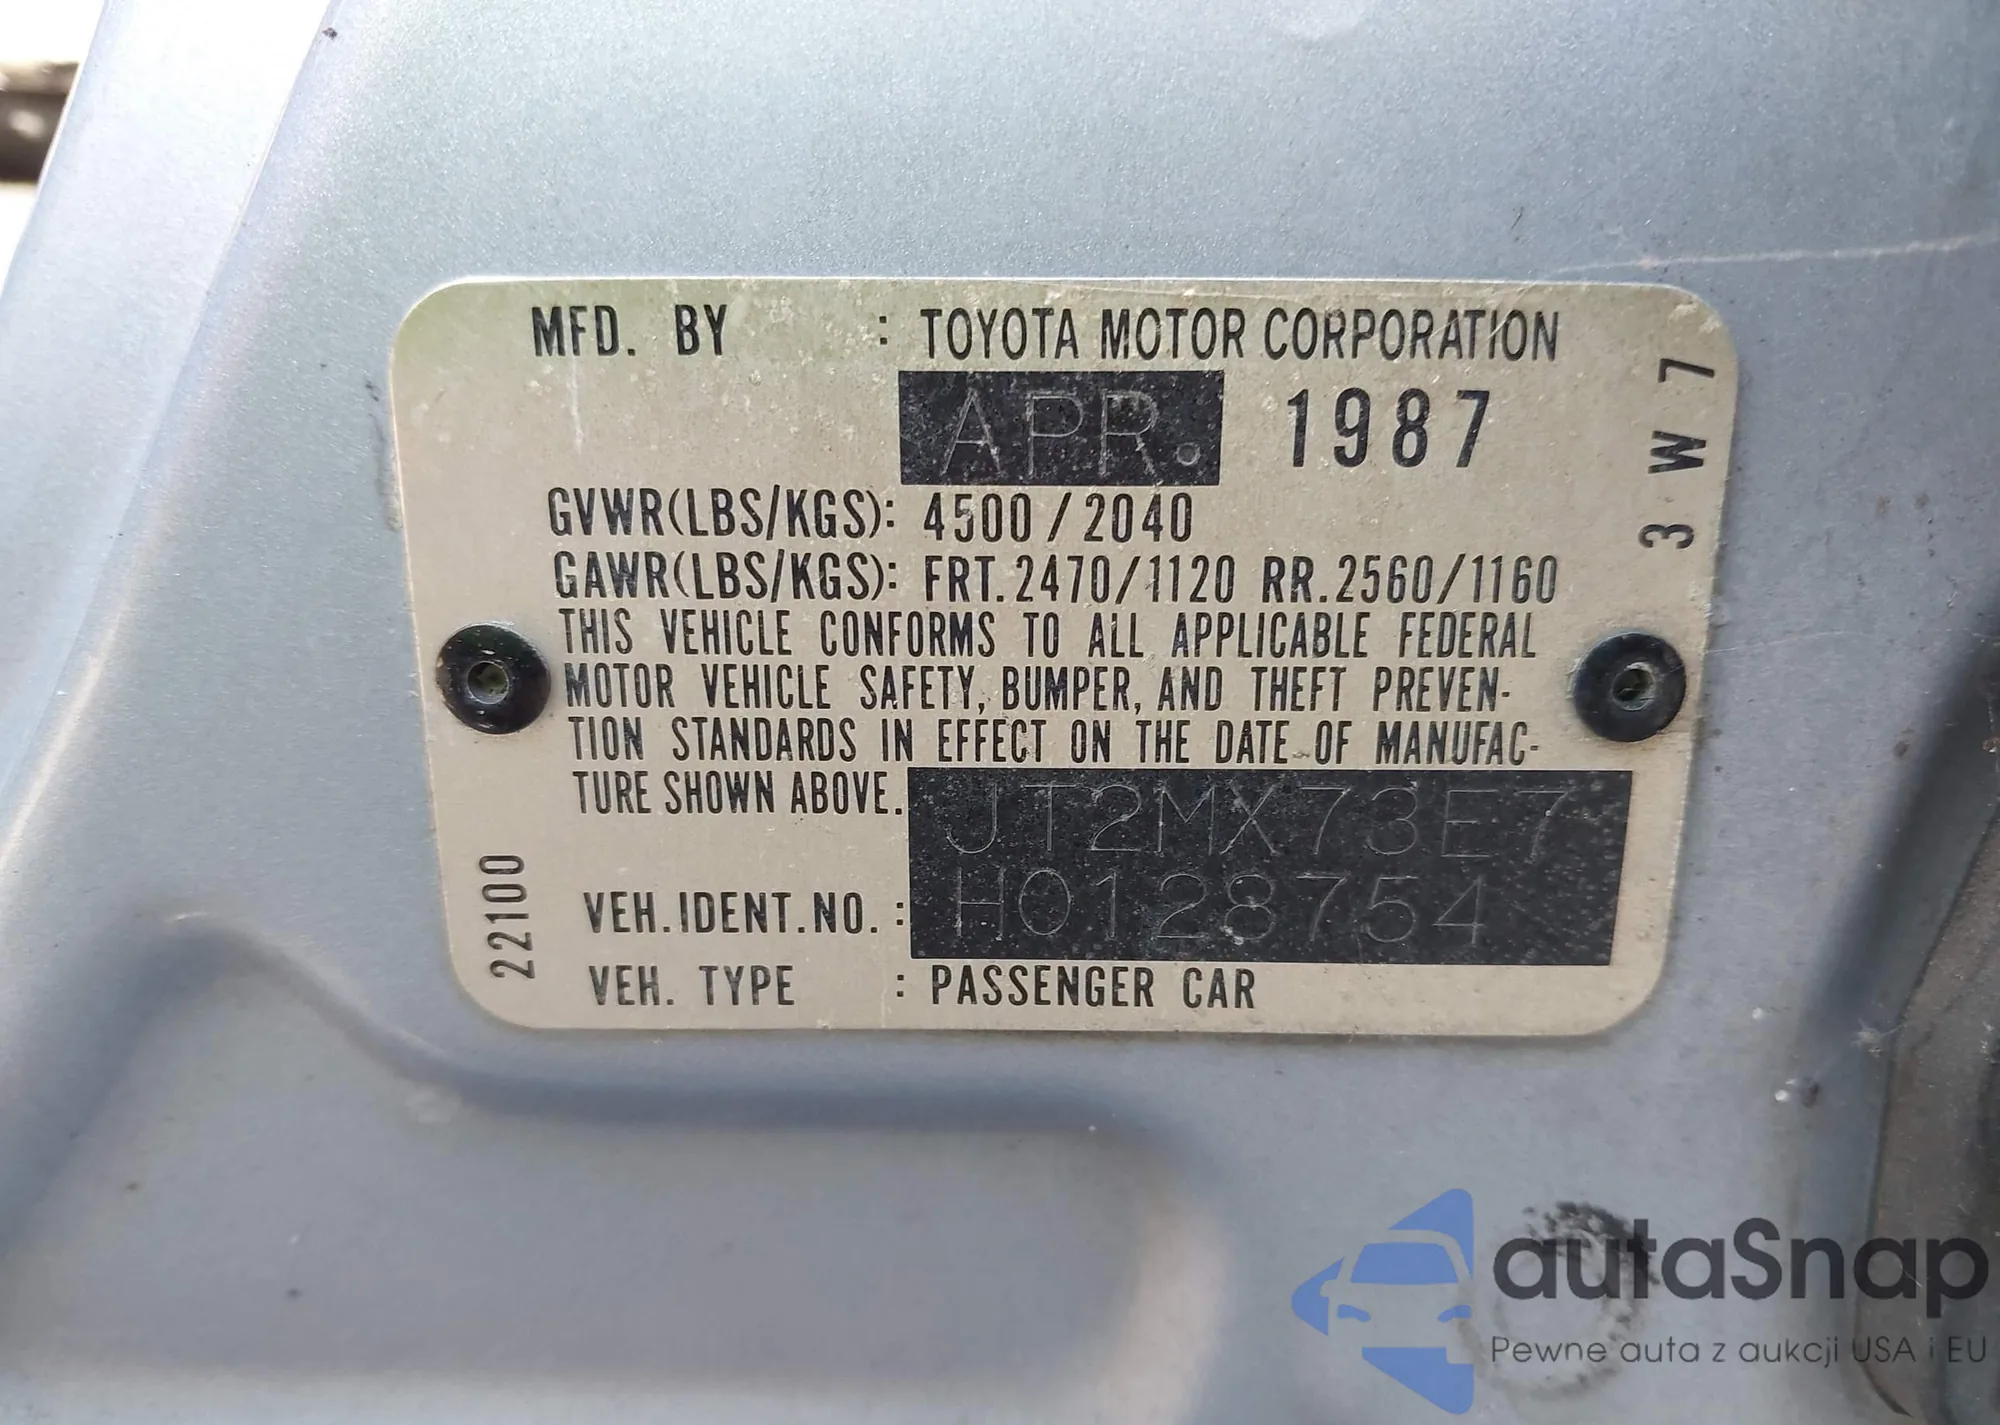 MFD. BY : TOYOTA MOTOR CORPORATION
APR. 1987
GVWR(LBS/KGS): 4500/2040
GAWR(LBS/KGS): FRT.2470/1120 RR.2560/1160
THIS VEHICLE CONFORMS TO ALL APPLICABLE FEDERAL
MOTOR VEHICLE SAFETY, BUMPER, AND THEFT PREVEN-
TION STANDARDS IN EFFECT ON THE DATE OF MANUFAC-
TURE SHOWN ABOVE. JT2MX73E7
VEH.IDENT.NO. : H0128754
VEH. TYPE : PASSENGER CAR
22100
3W7
autaSnap
Pewne auta z aukcji USA i EU